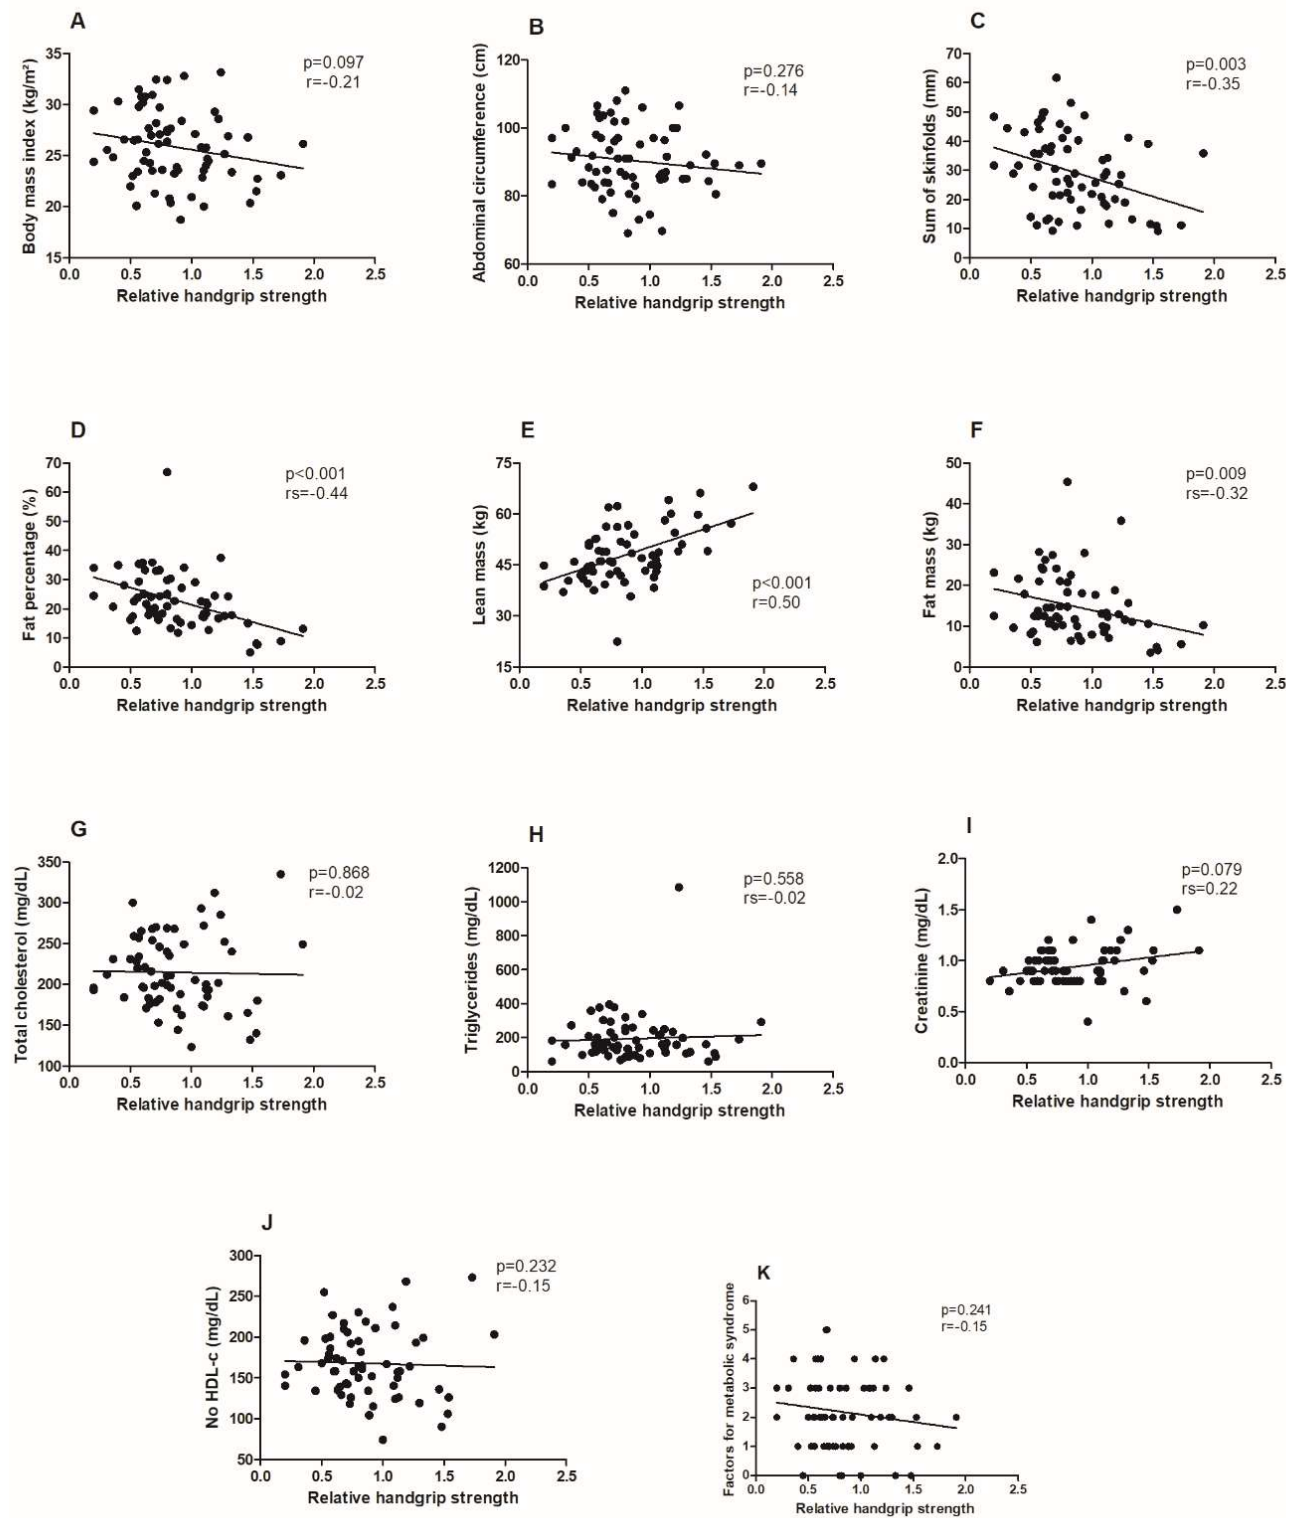 A
p=0.097
r=-0.21
Body mass index (kg/m²)
35
30
25
20
15
0.0 0.5 1.0 1.5 2.0 2.5
Relative handgrip strength
B
p=0.276
r=-0.14
Abdominal circumference (cm)
120
100
80
60
0.0 0.5 1.0 1.5 2.0 2.5
Relative handgrip strength
C
p=0.003
r=-0.35
Sum of skinfolds (mm)
70
60
50
40
30
20
10
0
0.0 0.5 1.0 1.5 2.0 2.5
Relative handgrip strength
D
p<0.001
rs=-0.44
Fat percentage (%)
70
60
50
40
30
20
10
0
0.0 0.5 1.0 1.5 2.0 2.5
Relative handgrip strength
E
p<0.001
r=0.50
Lean mass (kg)
75
60
45
30
15
0.0 0.5 1.0 1.5 2.0 2.5
Relative handgrip strength
F
p=0.009
rs=-0.32
Fat mass (kg)
50
40
30
20
10
0
0.0 0.5 1.0 1.5 2.0 2.5
Relative handgrip strength
G
p=0.868
r=-0.02
Total cholesterol (mg/dL)
350
300
250
200
150
100
0.0 0.5 1.0 1.5 2.0 2.5
Relative handgrip strength
H
p=0.558
rs=-0.02
Triglycerides (mg/dL)
1200
1000
800
600
400
200
0
0.0 0.5 1.0 1.5 2.0 2.5
Relative handgrip strength
I
p=0.079
rs=0.22
Creatinine (mg/dL)
2.0
1.5
1.0
0.5
0.0
0.0 0.5 1.0 1.5 2.0 2.5
Relative handgrip strength
J
p=0.232
r=-0.15
No HDL-c (mg/dL)
300
250
200
150
100
50
0.0 0.5 1.0 1.5 2.0 2.5
Relative handgrip strength
K
p=0.241
r=-0.15
Factors for metabolic syndrome
6
5
4
3
2
1
0
0.0 0.5 1.0 1.5 2.0 2.5
Relative handgrip strength